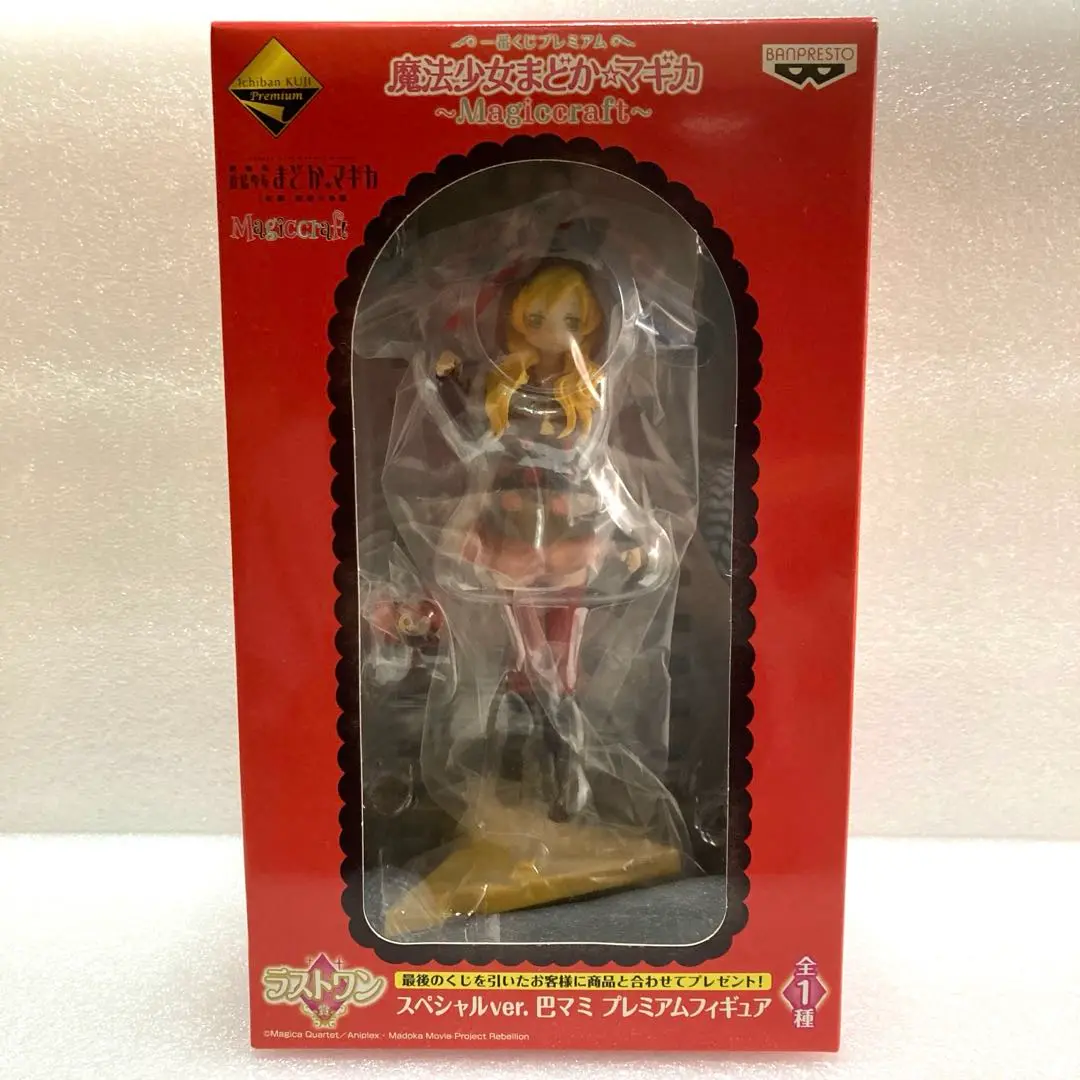 Ichiban KUJI
Premium
一番くじプレミアム
魔法少女まどか☆マギカ
～Magiccraft～
BANPRESTO
まどか☆マギカ
Magiccraft
ラストワン
賞
最後のくじを引いたお客様に商品と合わせてプレゼント!
スペシャルver. 巴マミ プレミアムフィギュア
全1種
©Magica Quartet／Aniplex・Madoka Movie Project Rebellion